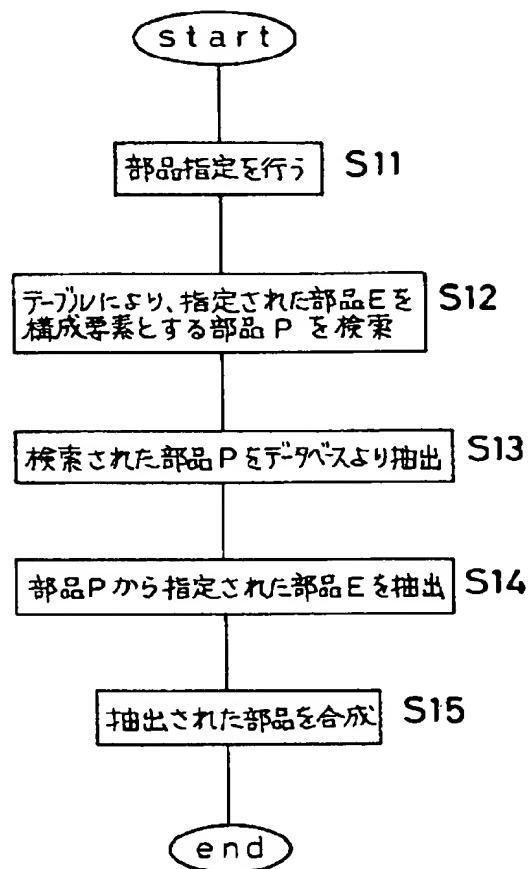 start
部品指定を行う S11
テーブルにより、指定された部品Eを
構成要素とする部品Pを検索 S12
検索された部品Pをデータベースより抽出 S13
部品Pから指定された部品Eを抽出 S14
抽出された部品を合成 S15
end